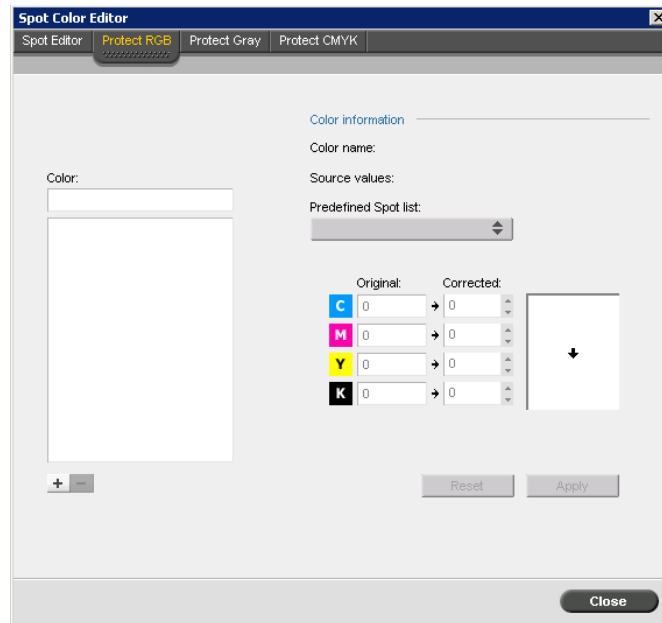 Spot Color Editor
Spot Editor Protect RGB Protect Gray Protect CMYK
Color information
Color name:
Color:
Source values:
Predefined Spot list:
Original: Corrected:
C 0 0
M 0 0
Y 0 0
K 0 0
Reset Apply
Close